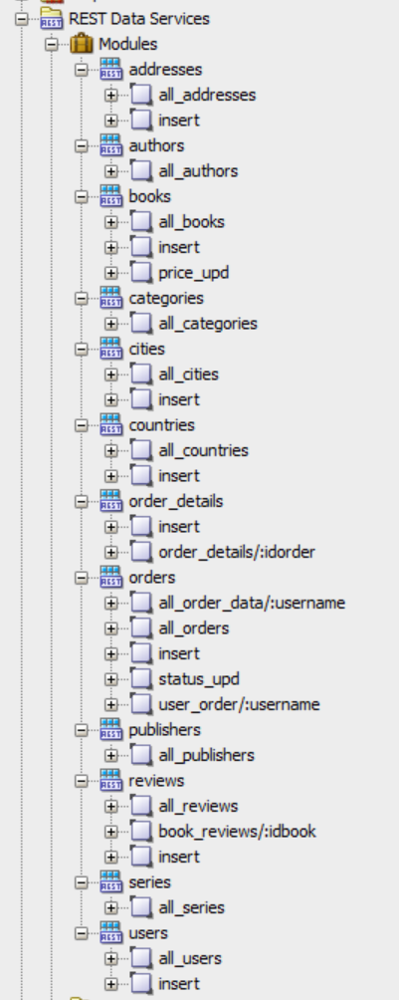 REST Data Services
Modules
addresses
all_addresses
insert
authors
all_authors
books
all_books
insert
price_upd
categories
all_categories
cities
all_cities
insert
countries
all_countries
insert
order_details
insert
order_details/:idorder
orders
all_order_data/:username
all_orders
insert
status_upd
user_order/:username
publishers
all_publishers
reviews
all_reviews
book_reviews/:idbook
insert
series
all_series
users
all_users
insert